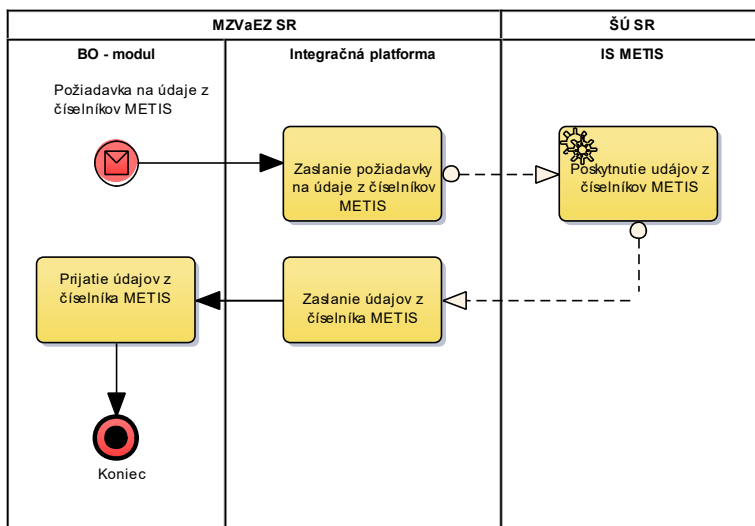 MZVaEZ SR
ŠÚ SR
BO - modul
Integračná platforma
IS METIS
Požiadavka na údaje z
číselníkov METIS
Zaslanie požiadavky
na údaje z číselníkov
METIS
Poskytnutie udájov z
číselníkov METIS
Prijatie údajov z
číselníka METIS
Zaslanie údajov z
číselníka METIS
Koniec